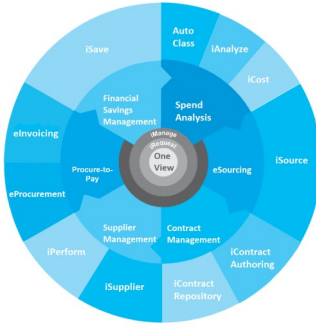 iSave
Auto
Class
iAnalyze
iCost
Financial
Savings
Management
Spend
Analysis
eInvoicing
iManage
iRequest
One
View
Procure-to-
Pay
eSourcing
iSource
eProcurement
Supplier
Management
Contract
Management
iPerform
iContract
Authoring
iSupplier
iContract
Repository